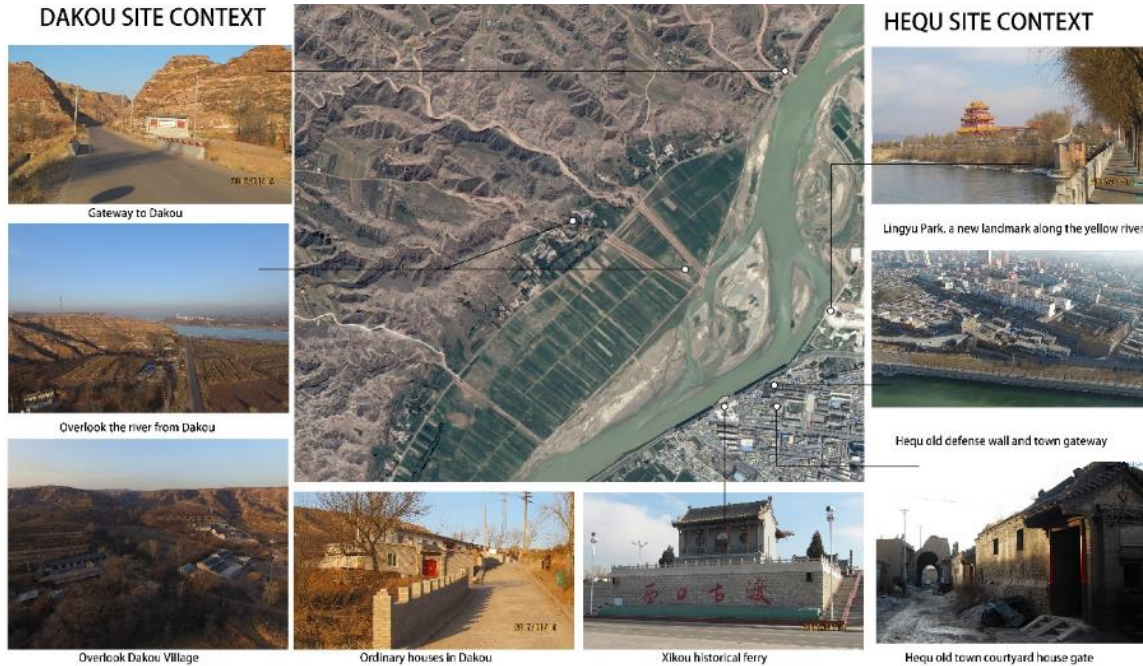 DAKOU SITE CONTEXT
HEQU SITE CONTEXT
Gateway to Dakou
Lingyu Park, a new landmark along the yellow river
Overlook the river from Dakou
Hequ old defense wall and town gateway
西口古渡
Overlook Dakou Village
Ordinary houses in Dakou
Xikou historical ferry
Hequ old town courtyard house gate